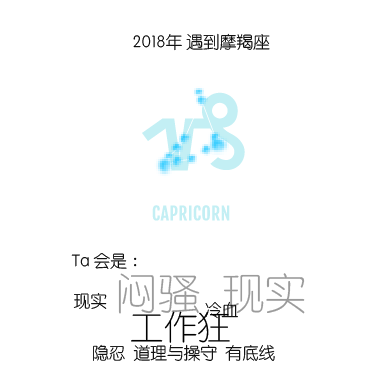 2018年 遇到摩羯座
CAPRICORN
Ta 会是：
闷骚 现实
现实
冷血
工作狂
隐忍 道理与操守 有底线